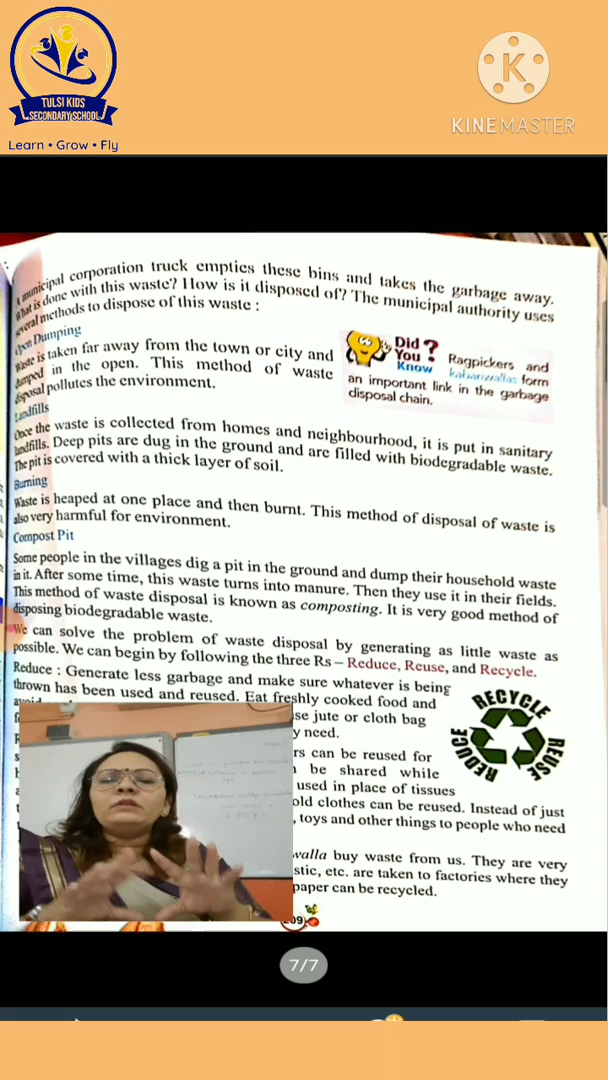 TULSI KIDS
SECONDARY SCHOOL
Learn • Grow • Fly
K
KINEMASTER
municipal corporation truck empties these bins and takes the garbage away.
What is done with this waste? How is it disposed of? The municipal authority uses
several methods to dispose of this waste :
Open Dumping
Waste is taken far away from the town or city and
dumped in the open. This method of waste
disposal pollutes the environment.
Did
You ?
Know
Ragpickers and
kabariwallas form
an important link in the garbage
disposal chain.
Landfills
Once the waste is collected from homes and neighbourhood, it is put in sanitary
landfills. Deep pits are dug in the ground and are filled with biodegradable waste.
The pit is covered with a thick layer of soil.
Burning
Waste is heaped at one place and then burnt. This method of disposal of waste is
also very harmful for environment.
Compost Pit
Some people in the villages dig a pit in the ground and dump their household waste
in it. After some time, this waste turns into manure. Then they use it in their fields.
This method of waste disposal is known as composting. It is very good method of
disposing biodegradable waste.
We can solve the problem of waste disposal by generating as little waste as
possible. We can begin by following the three Rs – Reduce, Reuse, and Recycle.
Reduce : Generate less garbage and make sure whatever is being
thrown has been used and reused. Eat freshly cooked food and
se jute or cloth bag
y need.
RECYCLE
REDUCE
REUSE
rs can be reused for
be shared while
used in place of tissues
old clothes can be reused. Instead of just
, toys and other things to people who need
walla buy waste from us. They are very
stic, etc. are taken to factories where they
paper can be recycled.
209
7/7